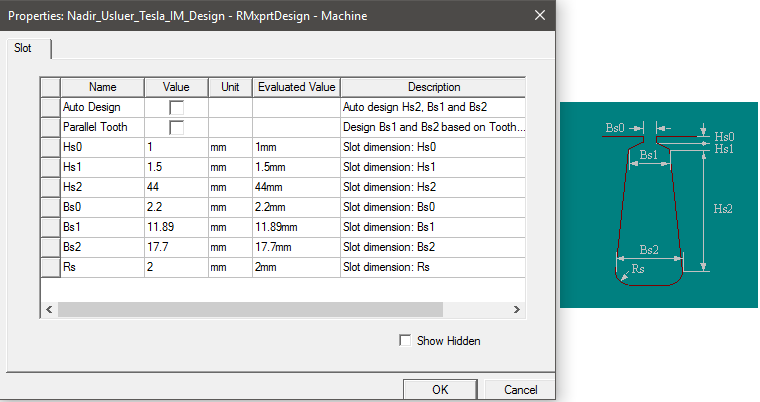 Properties: Nadir_Usluer_Tesla_IM_Design - RMxprtDesign - Machine
Slot
Name Value Unit Evaluated Value Description
Auto Design Auto design Hs2, Bs1 and Bs2
Parallel Tooth Design Bs1 and Bs2 based on Tooth...
Hs0 1 mm 1mm Slot dimension: Hs0
Hs1 1.5 mm 1.5mm Slot dimension: Hs1
Hs2 44 mm 44mm Slot dimension: Hs2
Bs0 2.2 mm 2.2mm Slot dimension: Bs0
Bs1 11.89 mm 11.89mm Slot dimension: Bs1
Bs2 17.7 mm 17.7mm Slot dimension: Bs2
Rs 2 mm 2mm Slot dimension: Rs
Show Hidden
OK Cancel
Bs0
Hs0
Hs1
Bs1
Hs2
Bs2
Rs